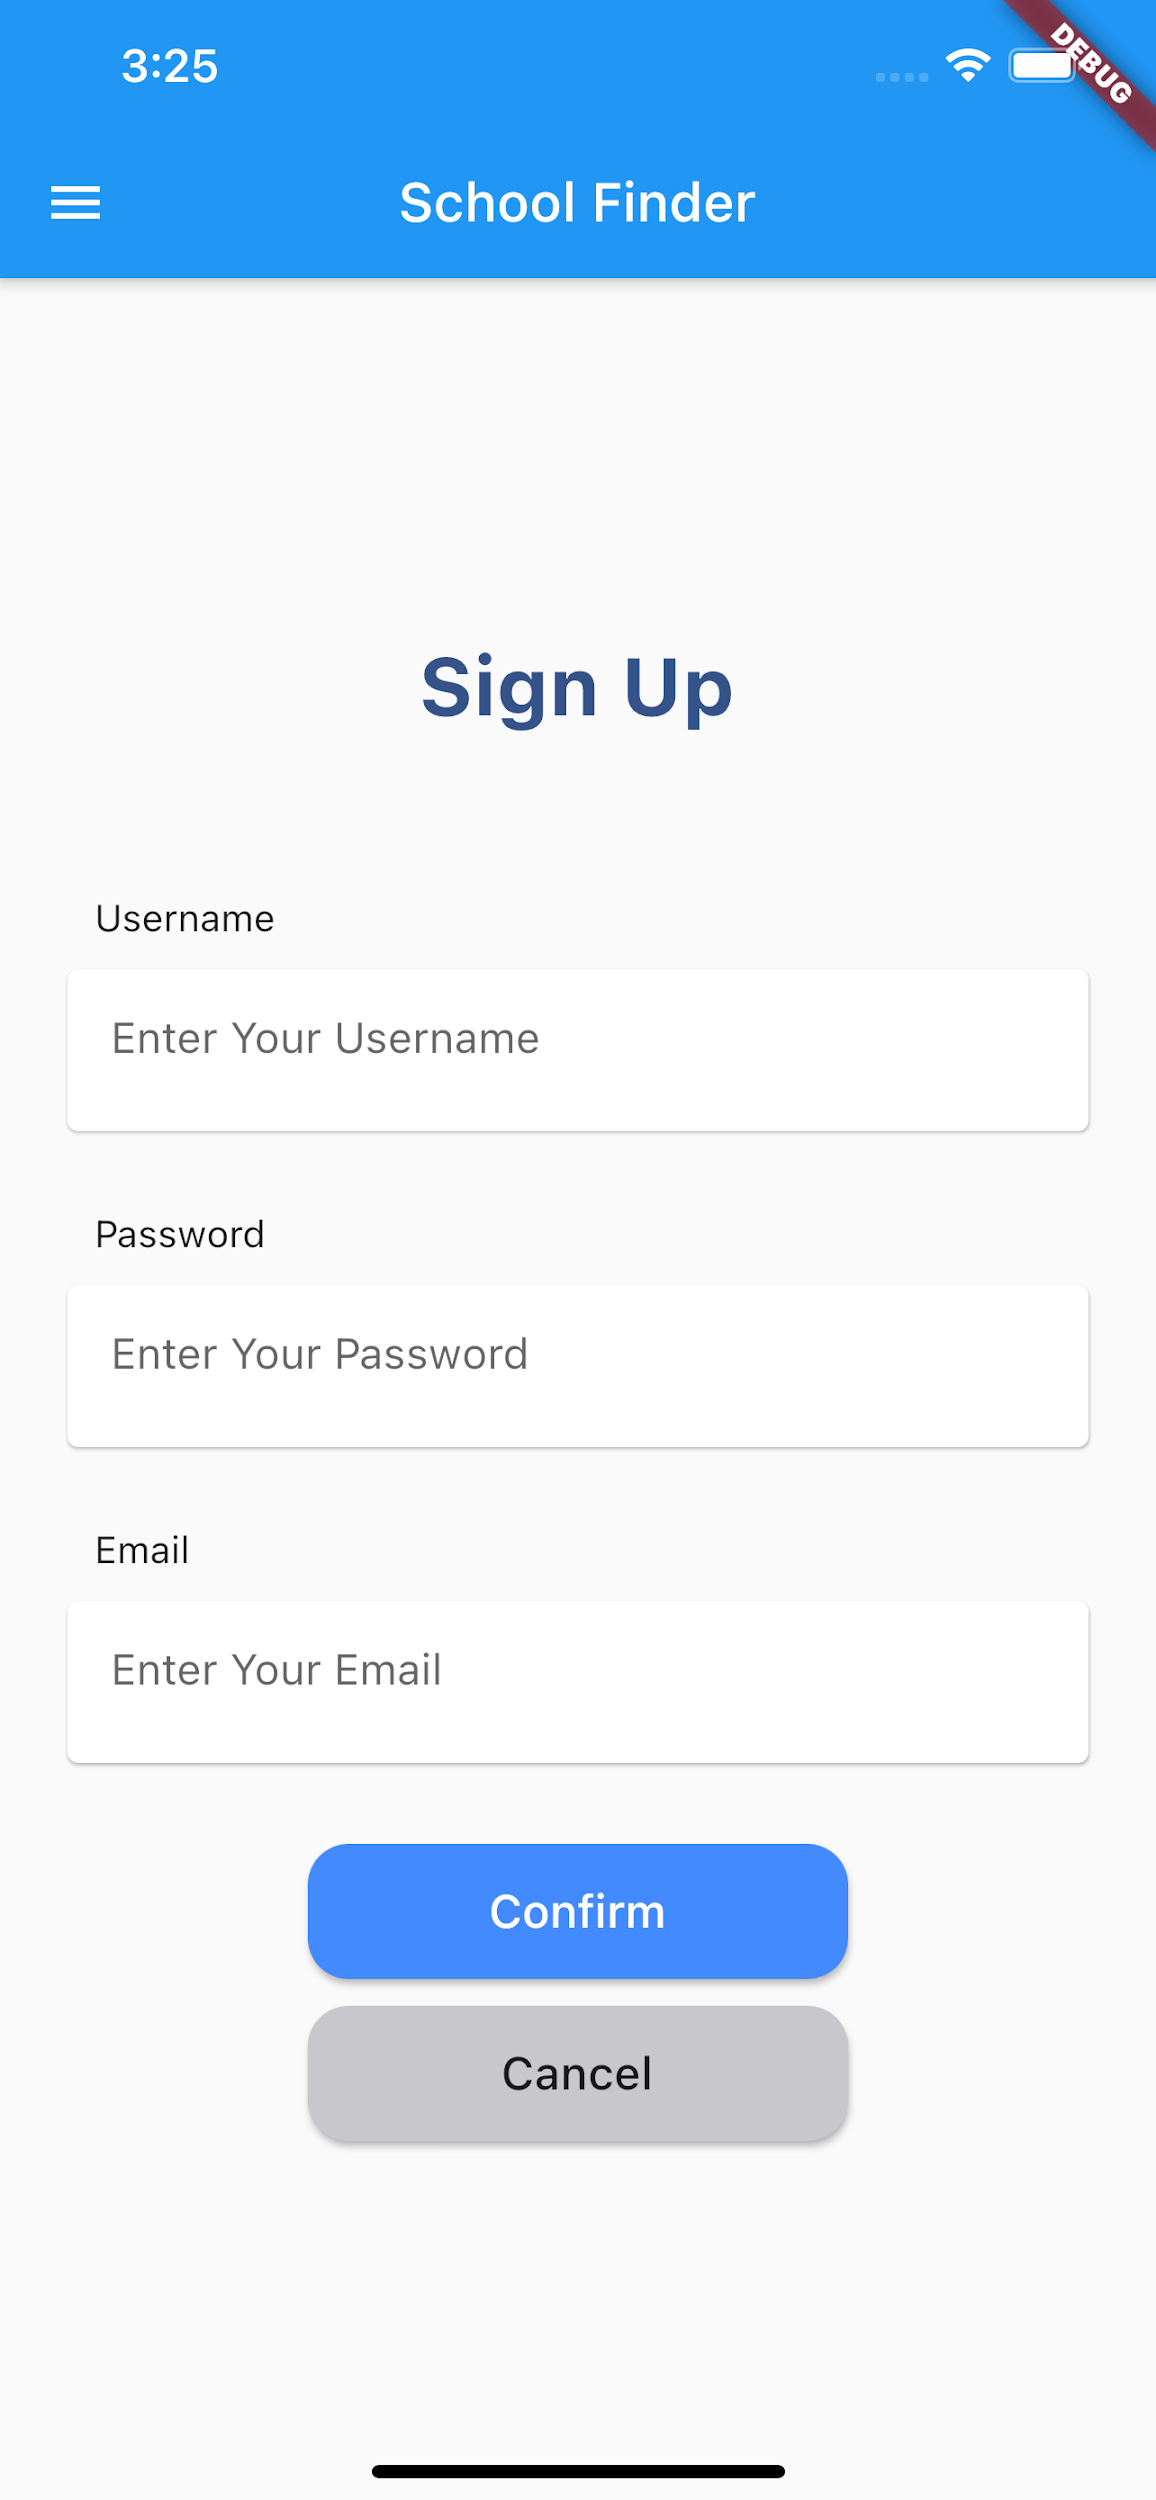 3:25
DEBUG
School Finder
Sign Up
Username
Enter Your Username
Password
Enter Your Password
Email
Enter Your Email
Confirm
Cancel